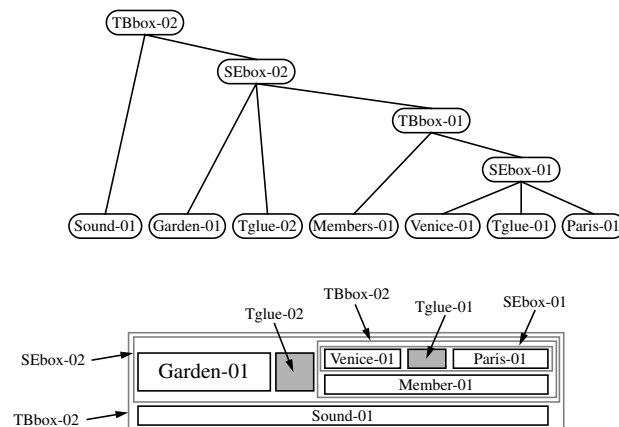 TBbox-02
SEbox-02
TBbox-01
SEbox-01
Sound-01 Garden-01 Tglue-02 Members-01 Venice-01 Tglue-01 Paris-01
TBbox-02 Tglue-01 SEbox-01
Tglue-02
SEbox-02 Garden-01 Venice-01 Paris-01
Member-01
TBbox-02 Sound-01